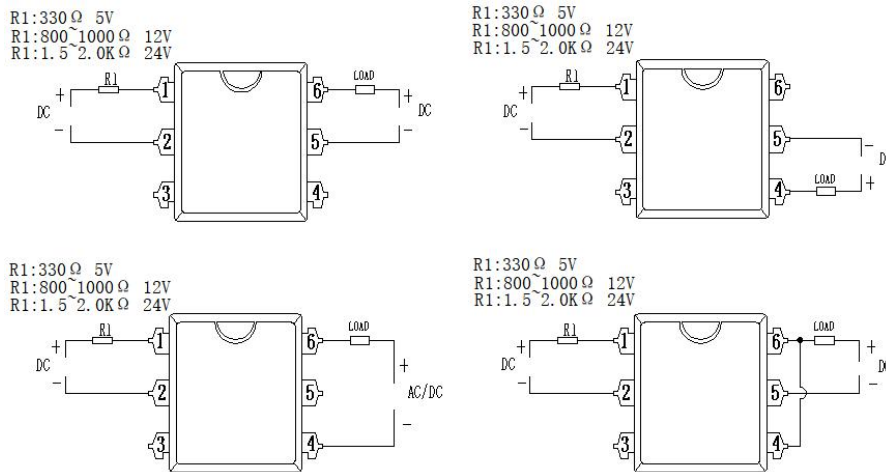 R1:330Ω 5V
R1:800~1000Ω 12V
R1:1.5~2.0KΩ 24V
R1
LOAD
+
1
6
+
DC
DC
-
2
5
-
3
4
R1:330Ω 5V
R1:800~1000Ω 12V
R1:1.5~2.0KΩ 24V
R1
+
1
6
DC
-
2
5
-
LOAD
3
4
+
R1:330Ω 5V
R1:800~1000Ω 12V
R1:1.5~2.0KΩ 24V
R1
LOAD
+
1
6
+
DC
-
2
5
AC/DC
-
3
4
R1:330Ω 5V
R1:800~1000Ω 12V
R1:1.5~2.0KΩ 24V
R1
LOAD
+
1
6
+
DC
-
2
5
-
3
4